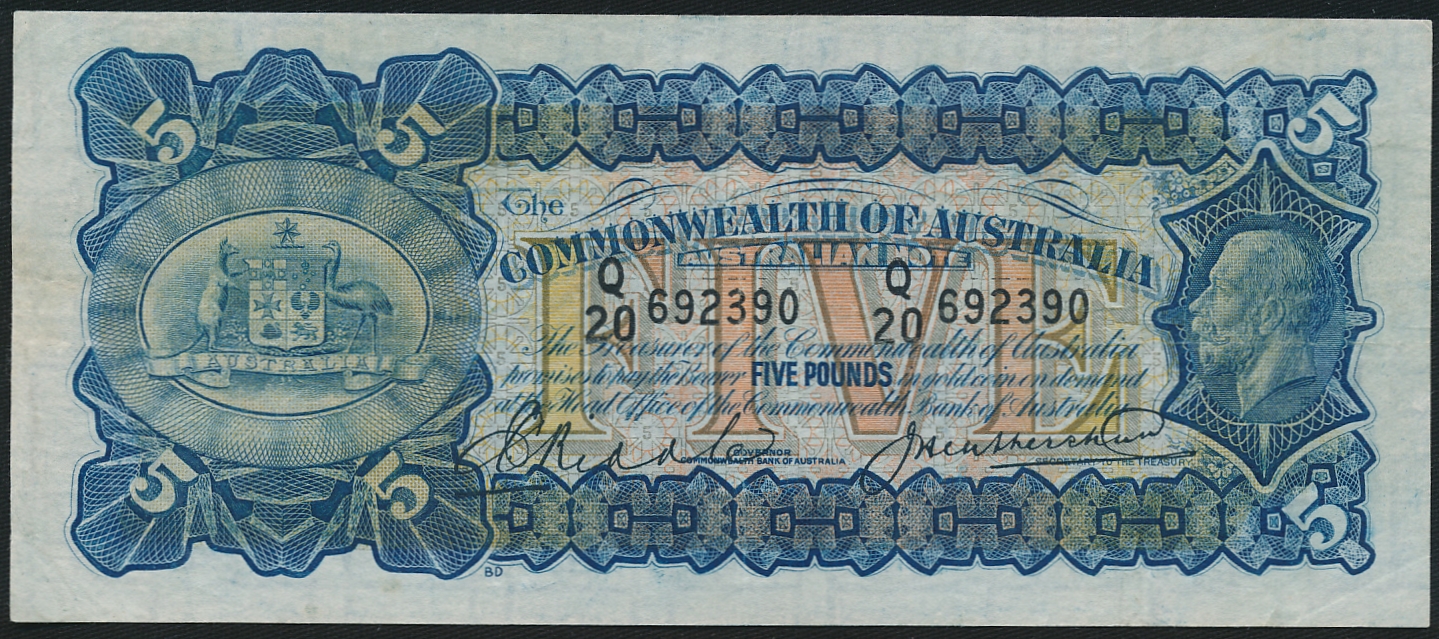 5 5 5
The
COMMONWEALTH OF AUSTRALIA
AUSTRALIAN NOTE
Q Q
20 692390 20 692390
AUSTRALIA
The Treasurer of the Commonwealth of Australia
promises to pay the Bearer FIVE POUNDS in gold coin on demand
at the Head Office of the Commonwealth Bank of Australia
FIVE
GOVERNOR
COMMONWEALTH BANK OF AUSTRALIA
SECRETARY TO THE TREASURY
5 5 5
BD